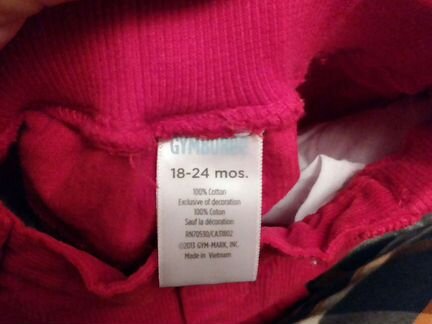 GYMBOREE
18-24 mos.
100% Cotton
Exclusive of decoration
100% Coton
Sauf la décoration
RN70530/CA31802
©2013 GYM-MARK, INC.
Made in Vietnam